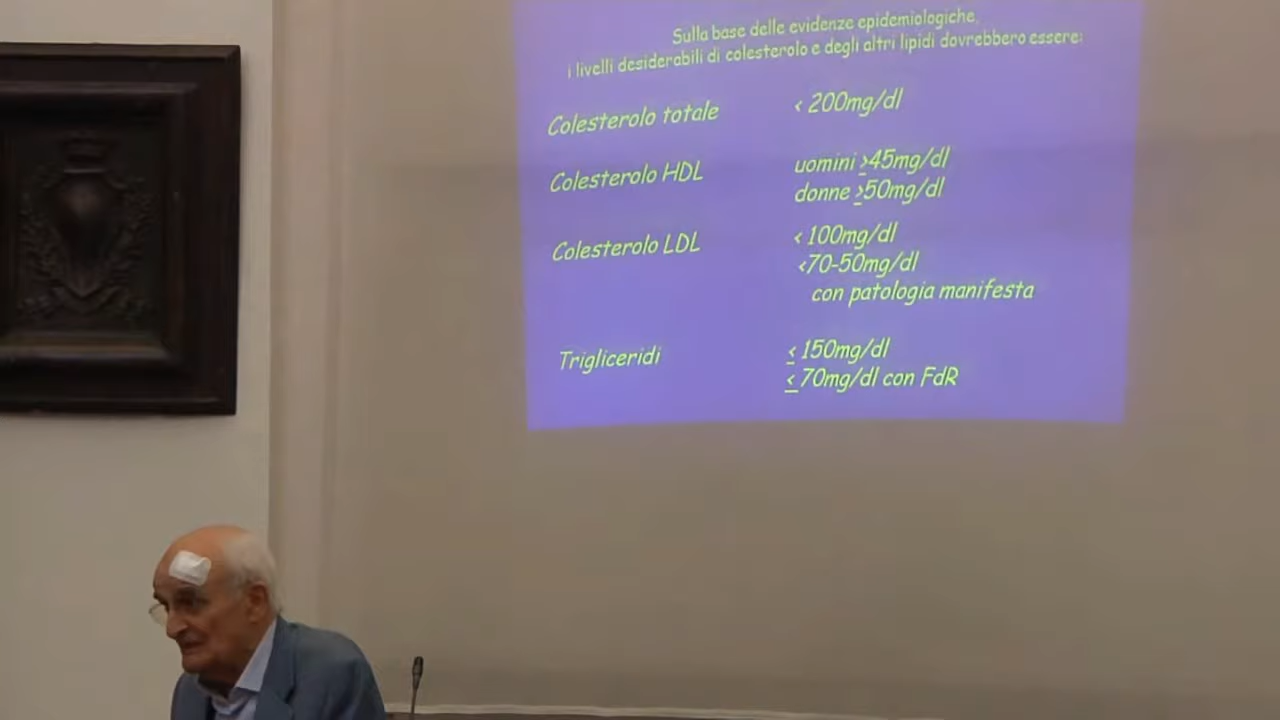 Sulla base delle evidenze epidemiologiche,
i livelli desiderabili di colesterolo e degli altri lipidi dovrebbero essere:
Colesterolo totale < 200mg/dl
Colesterolo HDL uomini ≥45mg/dl
donne ≥50mg/dl
Colesterolo LDL < 100mg/dl
<70-50mg/dl
con patologia manifesta
Trigliceridi ≤ 150mg/dl
≤ 70mg/dl con FdR